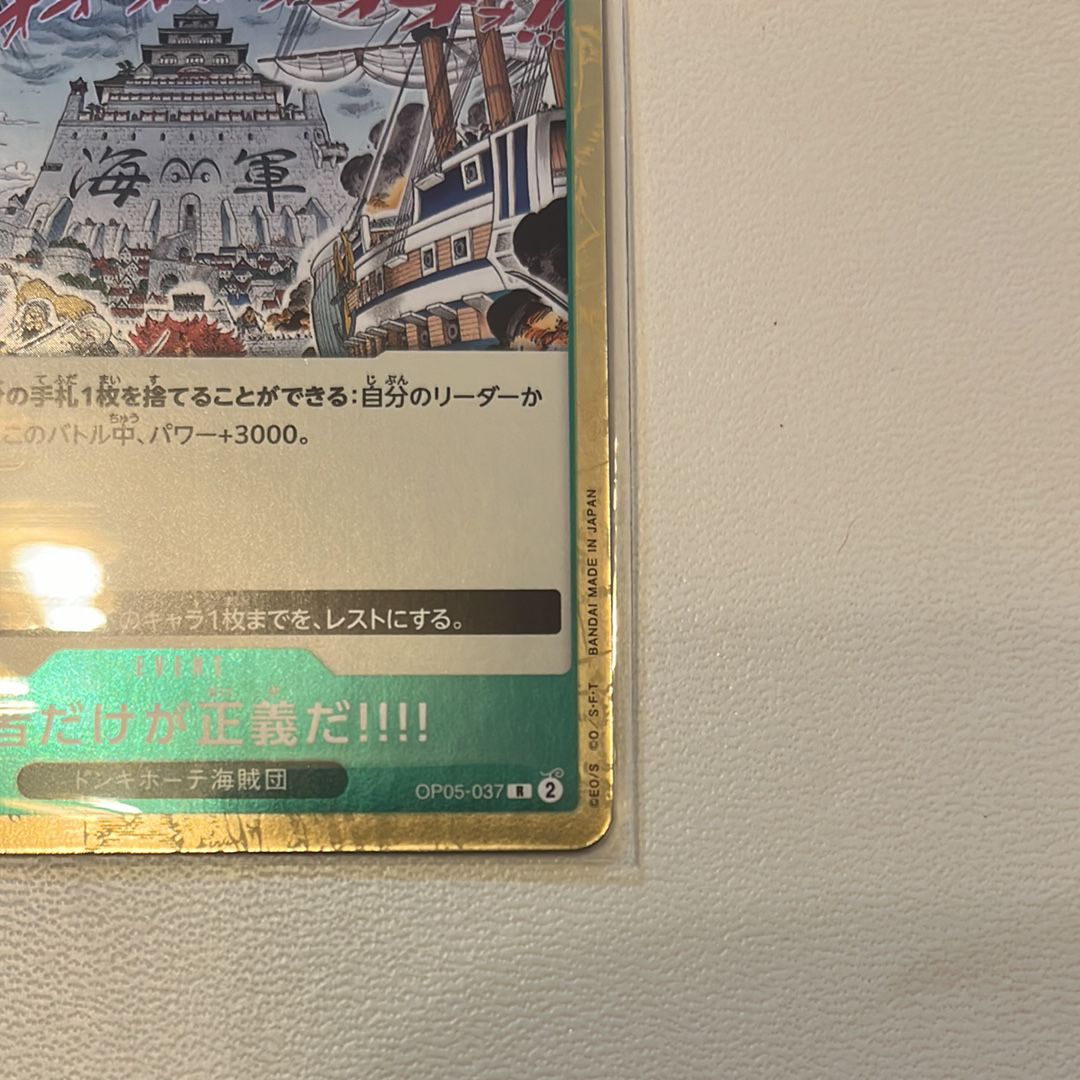 海軍
の手札1枚を捨てることができる:自分のリーダーか
このバトル中、パワー+3000。
のキャラ1枚までを、レストにする。
EVENT
者だけが正義だ!!!!
ドンキホーテ海賊団
OP05-037 R 2
©EO/S ©O/S・F・T BANDAI MADE IN JAPAN